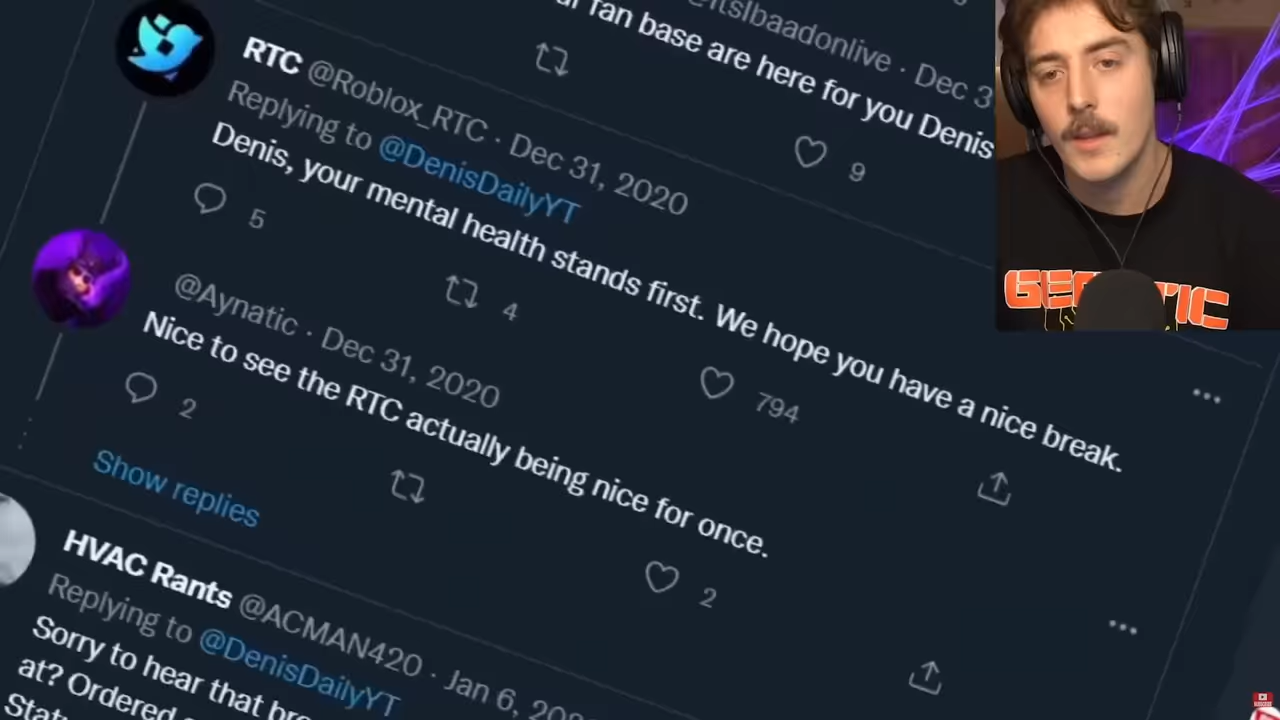 @ItsIbaadonlive · Dec 3
fan base are here for you Denis
9
RTC @Roblox_RTC · Dec 31, 2020
Replying to @DenisDailyYT
Denis, your mental health stands first. We hope you have a nice break.
5
4
794
@Aynatic · Dec 31, 2020
Nice to see the RTC actually being nice for once.
2
2
Show replies
HVAC Rants @ACMAN420 · Jan 6,
Replying to @DenisDailyYT
Sorry to hear that
at? Ordered